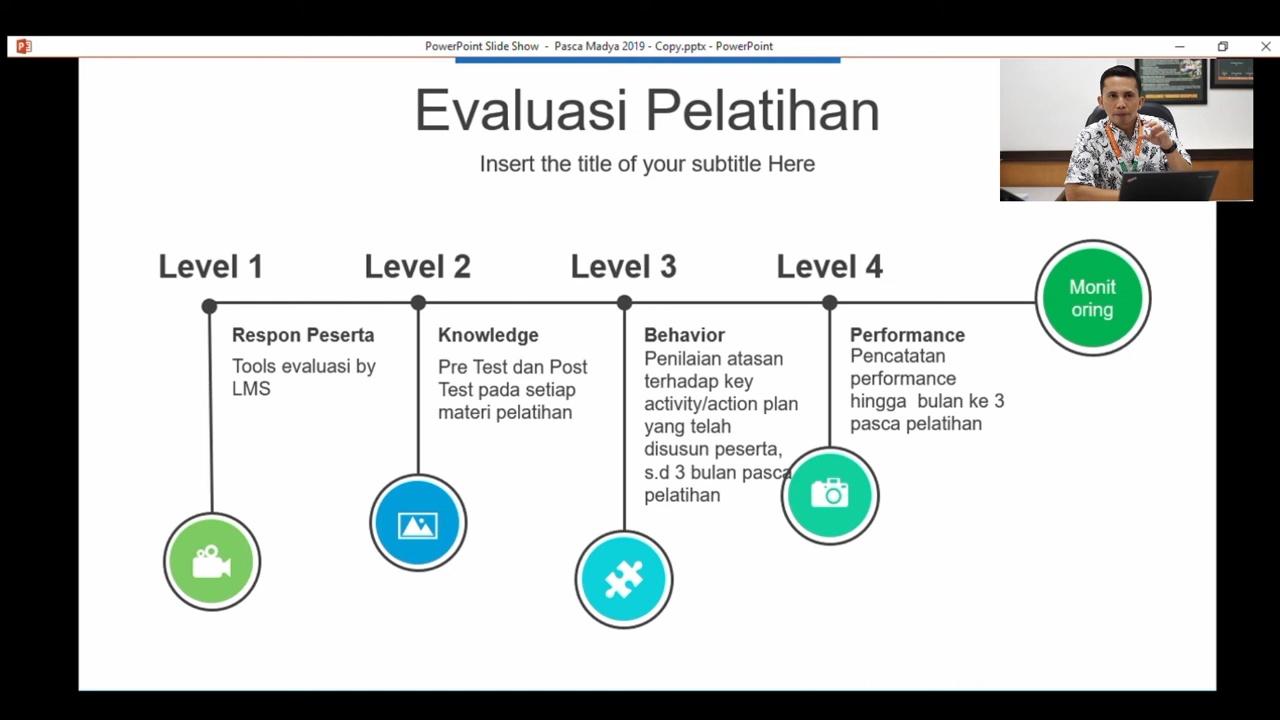 PowerPoint Slide Show - Pasca Madya 2019 - Copy.pptx - PowerPoint
Evaluasi Pelatihan
Insert the title of your subtitle Here
Level 1
Respon Peserta
Tools evaluasi by
LMS
Level 2
Knowledge
Pre Test dan Post
Test pada setiap
materi pelatihan
Level 3
Behavior
Penilaian atasan
terhadap key
activity/action plan
yang telah
disusun peserta,
s.d 3 bulan pasca
pelatihan
Level 4
Performance
Pencatatan
performance
hingga bulan ke 3
pasca pelatihan
Monit
oring